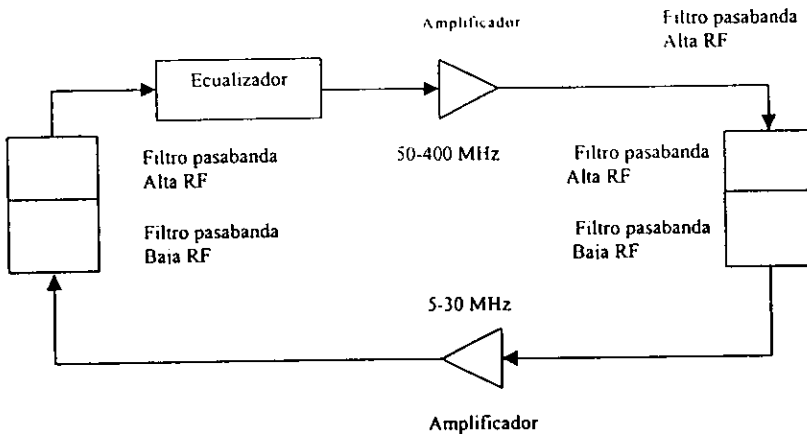 Amplificador
Filtro pasabanda
Alta RF
Ecualizador
Filtro pasabanda
Alta RF
50-400 MHz
Filtro pasabanda
Alta RF
Filtro pasabanda
Baja RF
Filtro pasabanda
Baja RF
5-30 MHz
Amplificador